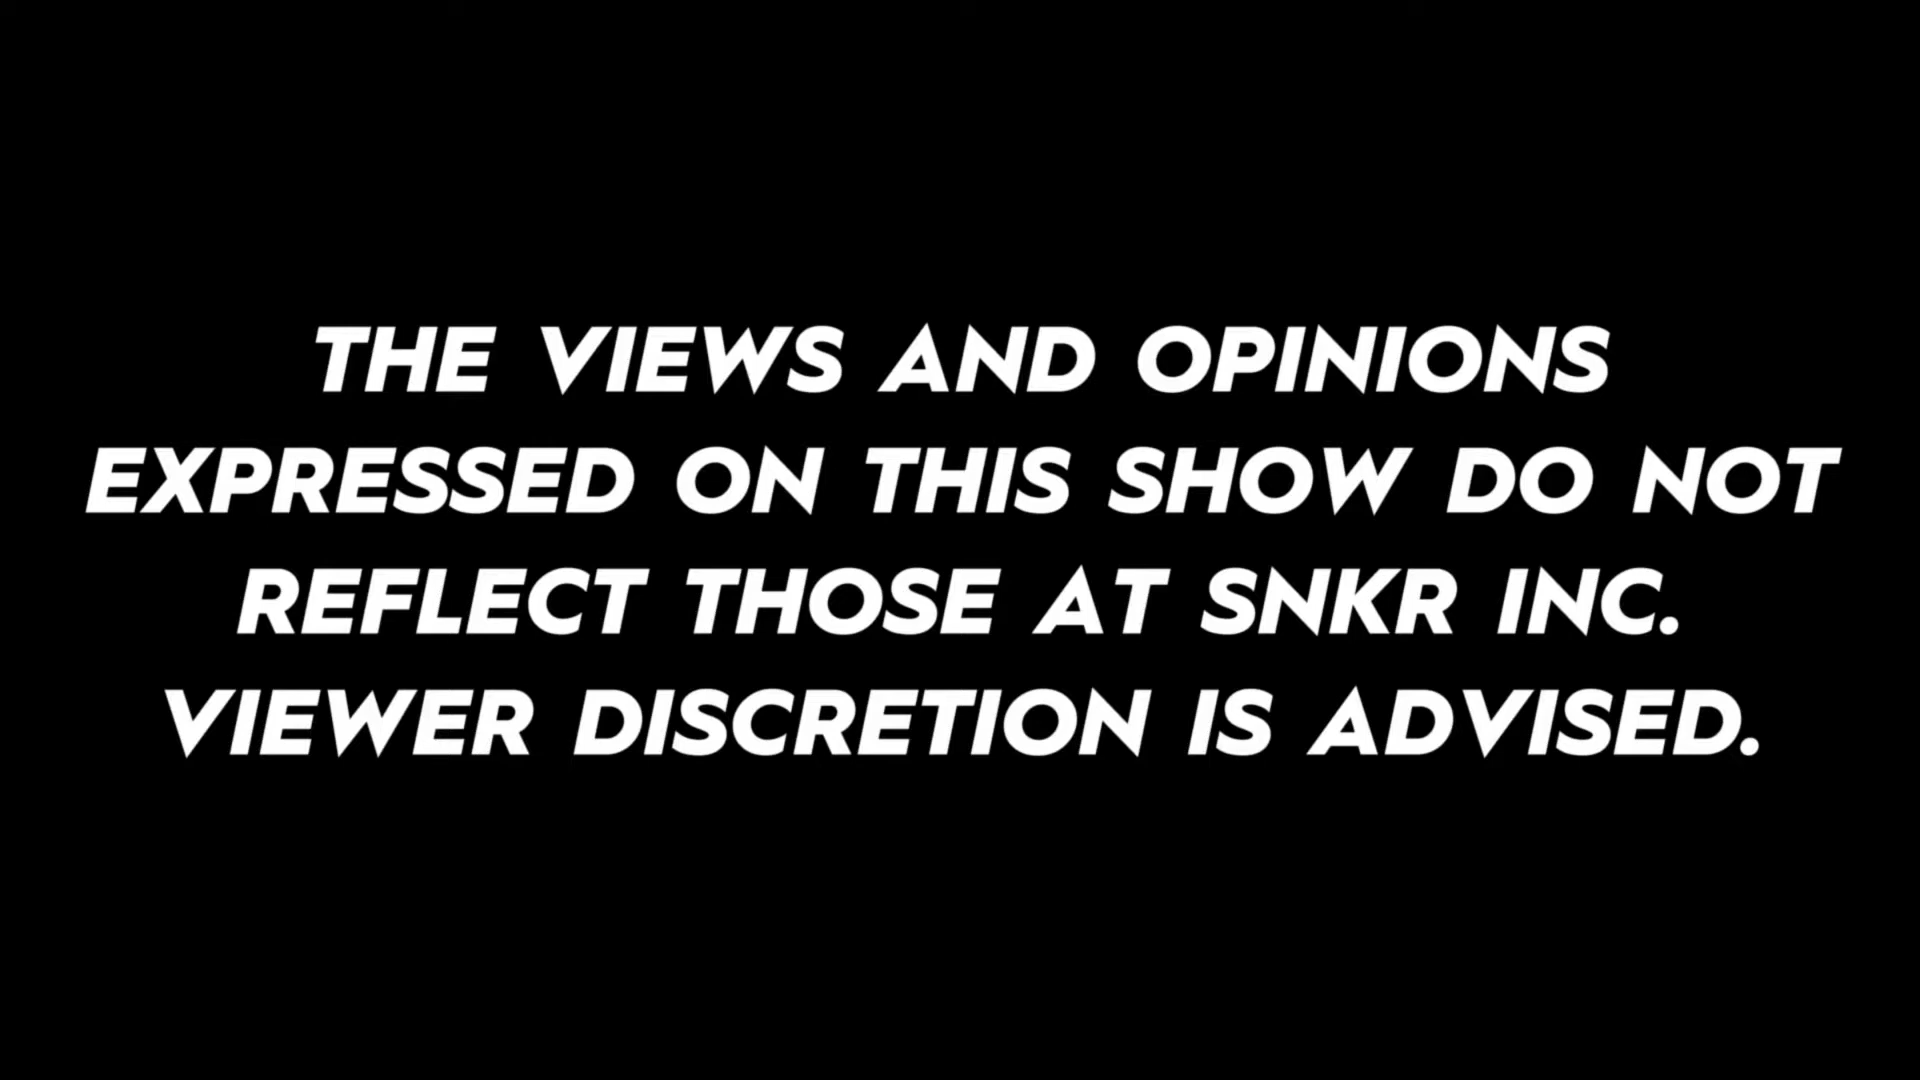 THE VIEWS AND OPINIONS
EXPRESSED ON THIS SHOW DO NOT
REFLECT THOSE AT SNKR INC.
VIEWER DISCRETION IS ADVISED.